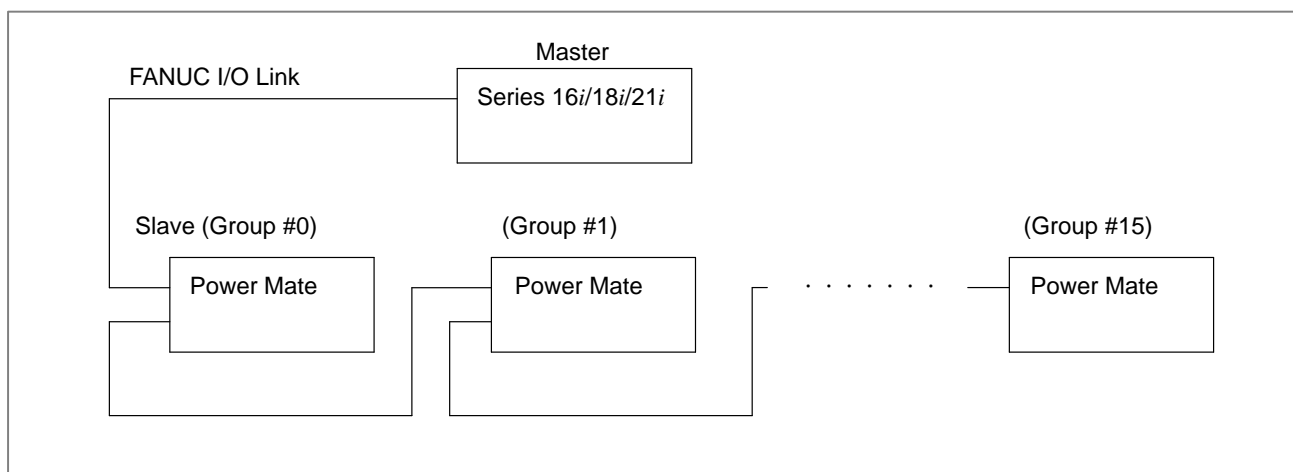 Master
FANUC I/O Link
Series 16i/18i/21i
Slave (Group #0)
(Group #1)
(Group #15)
Power Mate
Power Mate
. . . . . . .
Power Mate